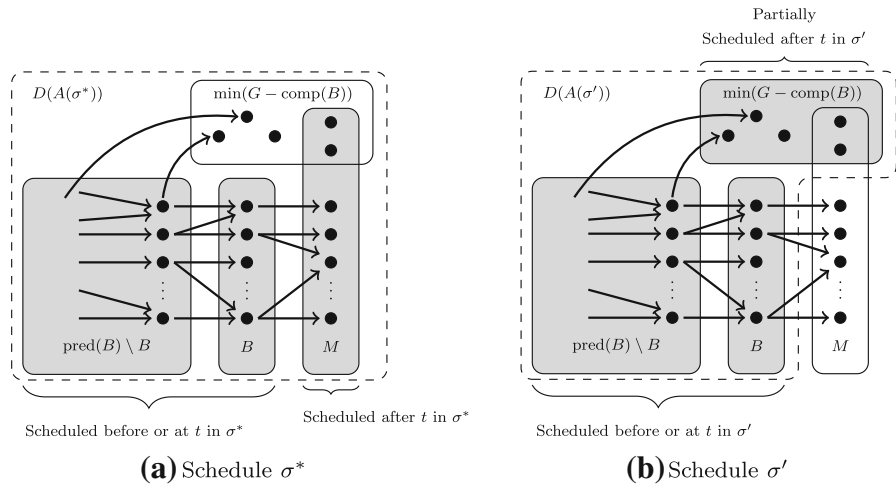 D(A(σ*))
min(G − comp(B))
pred(B) \ B
B
M
Scheduled before or at t in σ*
Scheduled after t in σ*
(a) Schedule σ*
Partially
Scheduled after t in σ′
D(A(σ′))
min(G − comp(B))
pred(B) \ B
B
M
Scheduled before or at t in σ′
(b) Schedule σ′